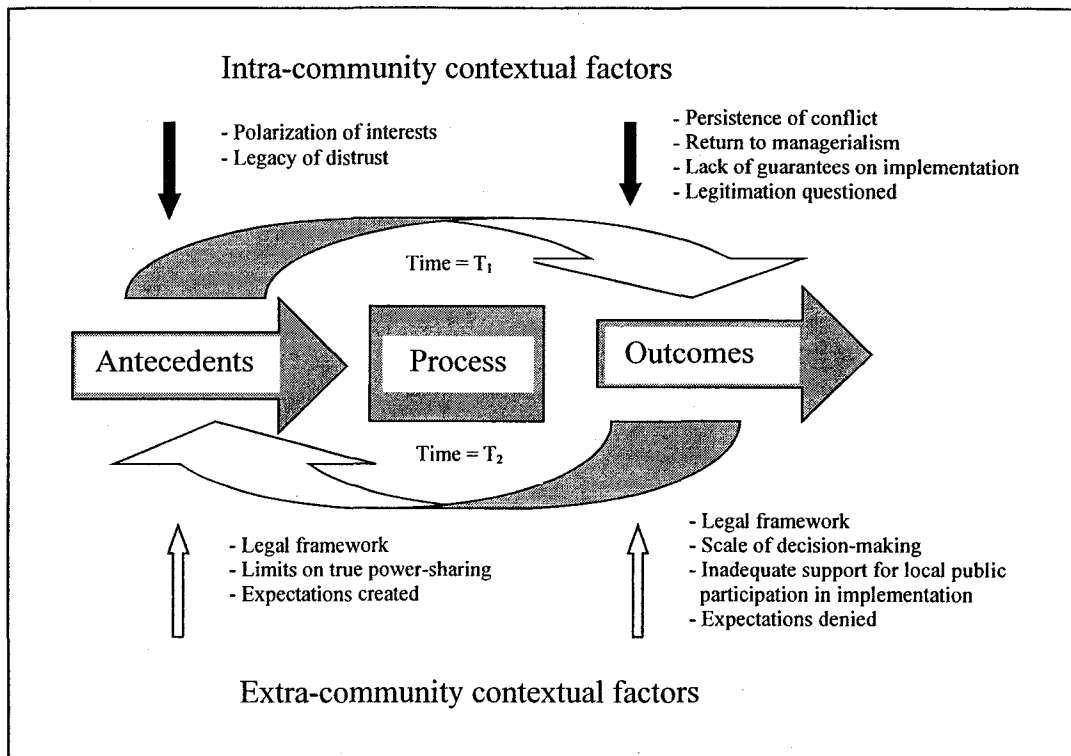 Intra-community contextual factors
- Polarization of interests
- Legacy of distrust
- Persistence of conflict
- Return to managerialism
- Lack of guarantees on implementation
- Legitimation questioned
Time = T₁
Antecedents
Process
Outcomes
Time = T₂
- Legal framework
- Limits on true power-sharing
- Expectations created
- Legal framework
- Scale of decision-making
- Inadequate support for local public
participation in implementation
- Expectations denied
Extra-community contextual factors